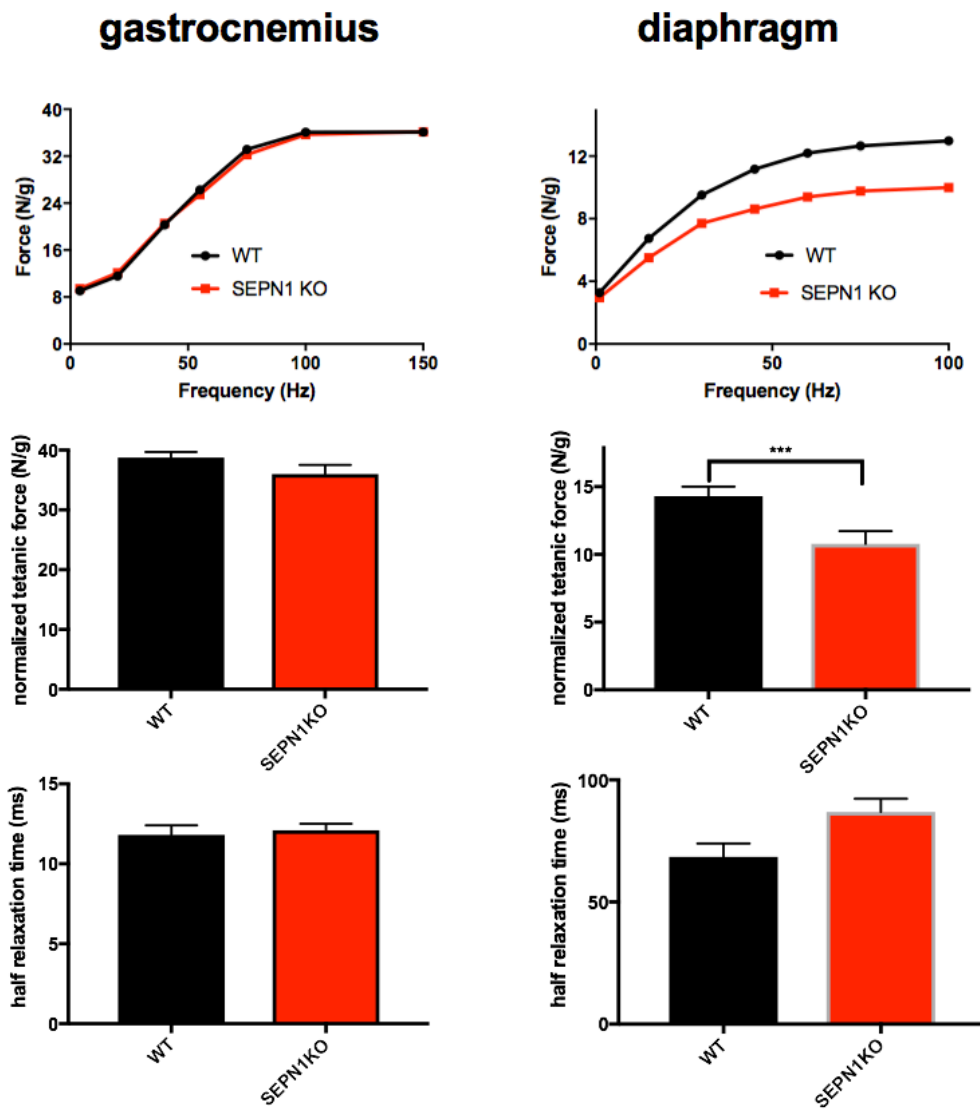 gastrocnemius
diaphragm
40
32
24
16
8
0
Force (N/g)
WT
SEPN1 KO
0
50
100
150
Frequency (Hz)
12
8
4
0
Force (N/g)
WT
SEPN1 KO
0
50
100
Frequency (Hz)
40
30
20
10
0
normalized tetanic force (N/g)
WT
SEPN1KO
***
15
10
5
0
normalized tetanic force (N/g)
WT
SEPN1KO
15
10
5
0
half relaxation time (ms)
WT
SEPN1KO
100
50
0
half relaxation time (ms)
WT
SEPN1KO